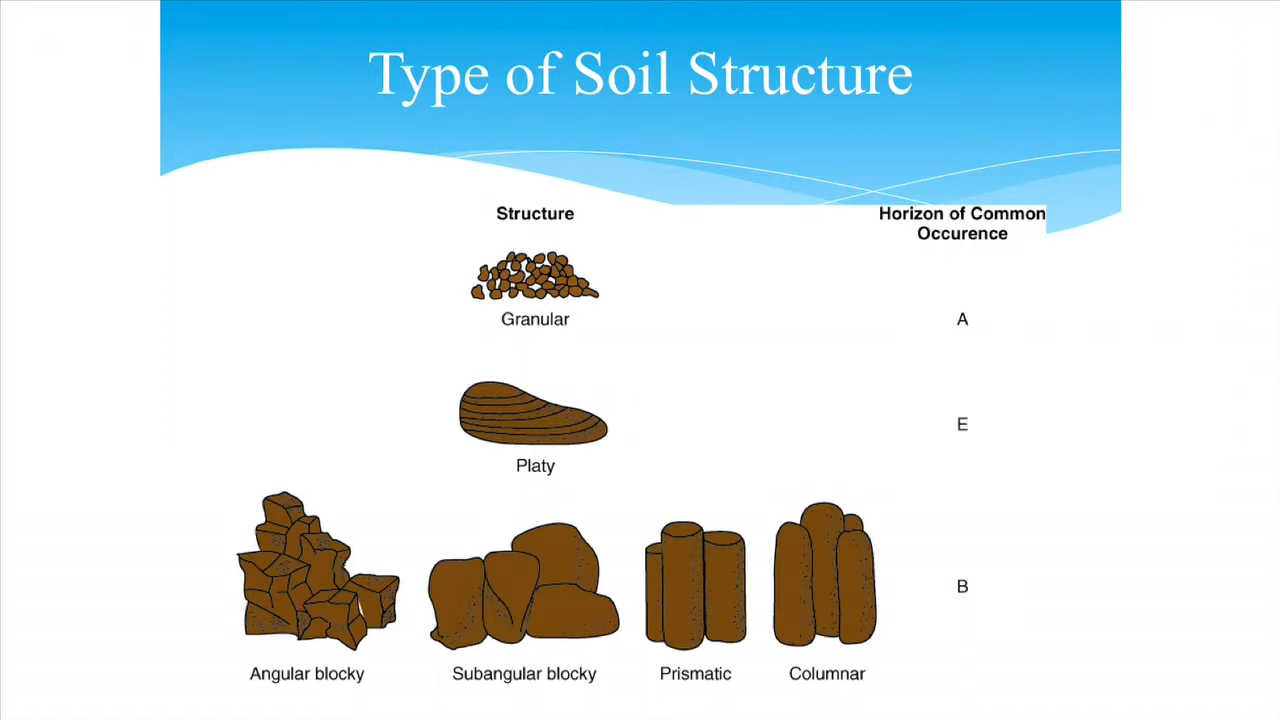 Type of Soil Structure
Structure
Horizon of Common
Occurence
Granular
A
Platy
E
B
Angular blocky
Subangular blocky
Prismatic
Columnar